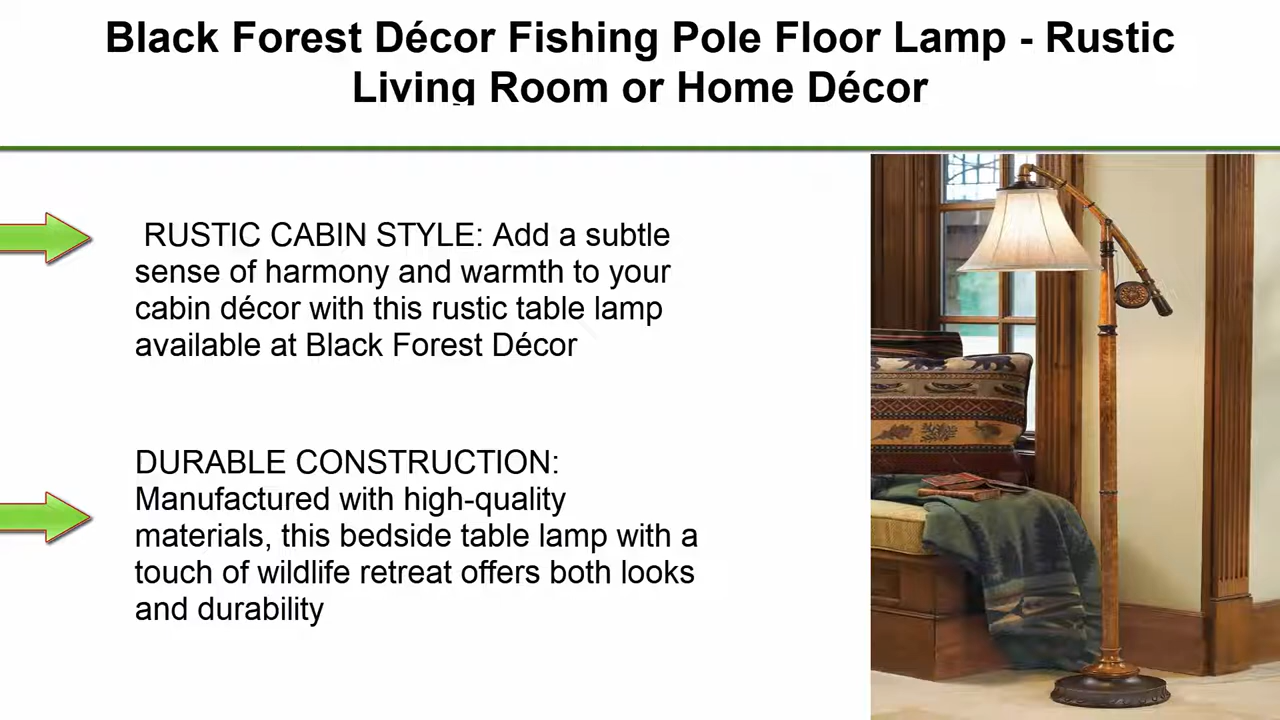 Black Forest Décor Fishing Pole Floor Lamp - Rustic
Living Room or Home Décor
RUSTIC CABIN STYLE: Add a subtle
sense of harmony and warmth to your
cabin décor with this rustic table lamp
available at Black Forest Décor
DURABLE CONSTRUCTION:
Manufactured with high-quality
materials, this bedside table lamp with a
touch of wildlife retreat offers both looks
and durability